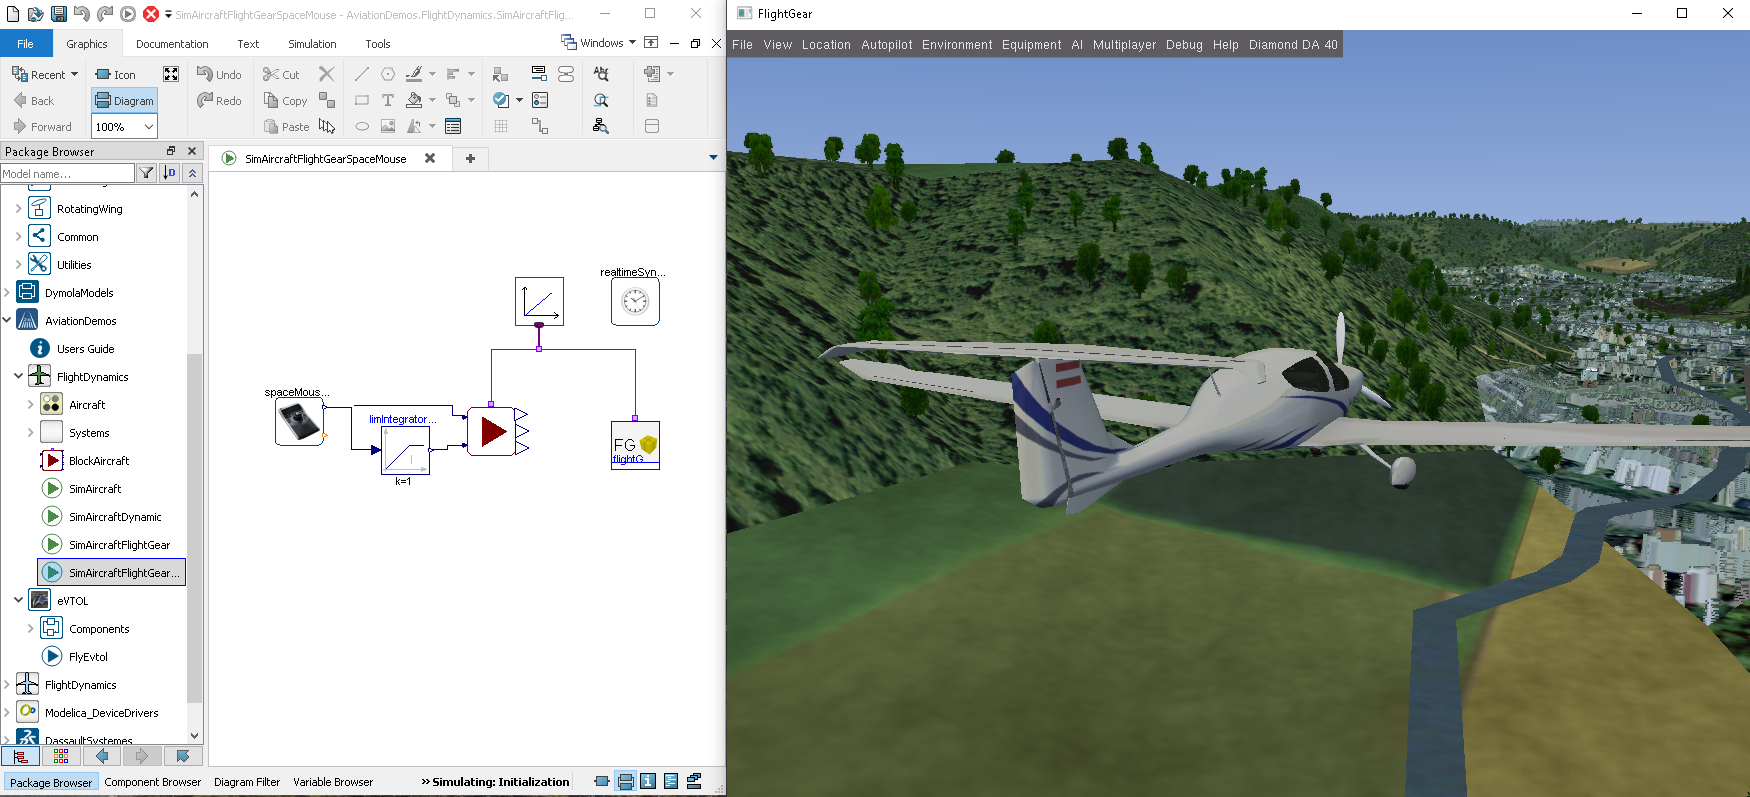 SimAircraftFlightGearSpaceMouse - AviationDemos.FlightDynamics.SimAircraftFlig...
File Graphics Documentation Text Simulation Tools Windows
Recent Icon Undo Cut
Back Diagram Redo Copy
Forward 100% Paste
Package Browser
Model name...
SimAircraftFlightGearSpaceMouse
RotatingWing
Common
Utilities
DymolaModels
AviationDemos
Users Guide
FlightDynamics
Aircraft
Systems
BlockAircraft
SimAircraft
SimAircraftDynamic
SimAircraftFlightGear
SimAircraftFlightGear...
eVTOL
Components
FlyEvtol
FlightDynamics
Modelica_DeviceDrivers
DassaultSystemes
realtimeSyn...
spaceMous...
limIntegrator...
k=1
FG
flightG
Package Browser Component Browser Diagram Filter Variable Browser » Simulating: Initialization
FlightGear
File View Location Autopilot Environment Equipment AI Multiplayer Debug Help Diamond DA 40